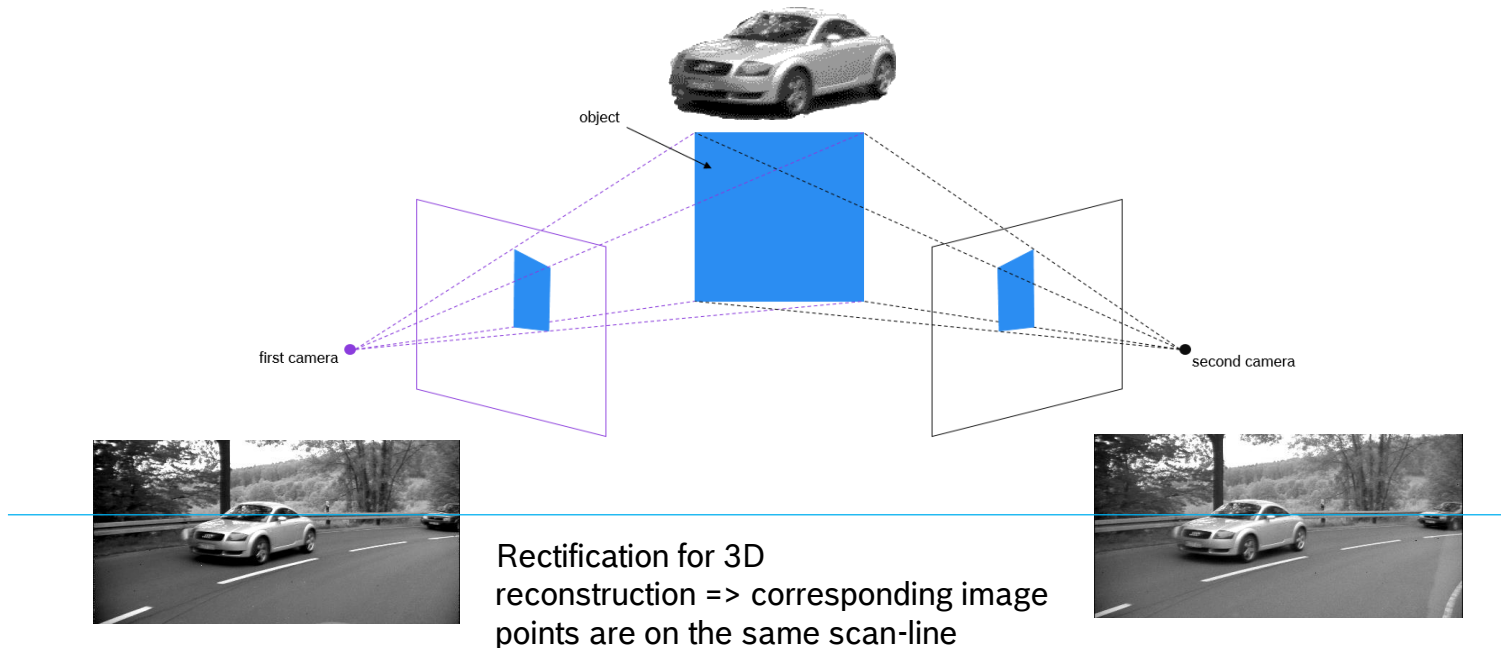 object
first camera
second camera
Rectification for 3D
reconstruction => corresponding image
points are on the same scan-line